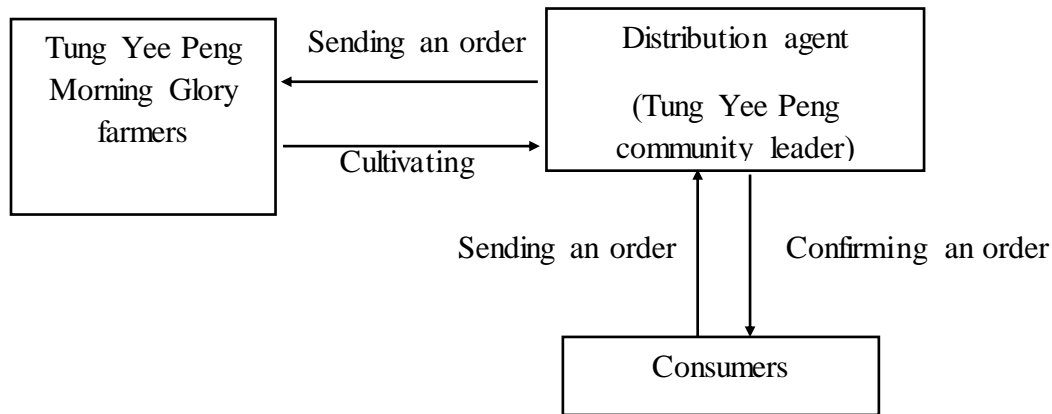 Tung Yee Peng
Morning Glory
farmers
Sending an order
Cultivating
Distribution agent
(Tung Yee Peng
community leader)
Sending an order
Confirming an order
Consumers